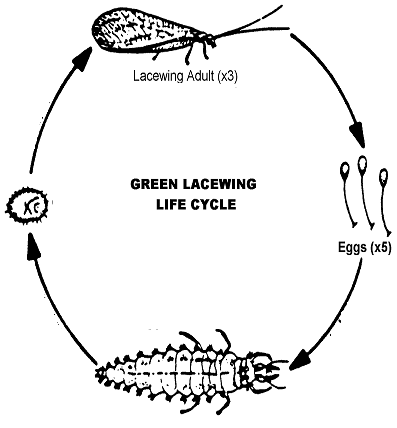 Lacewing Adult (x3)
GREEN LACEWING
LIFE CYCLE
Eggs (x5)